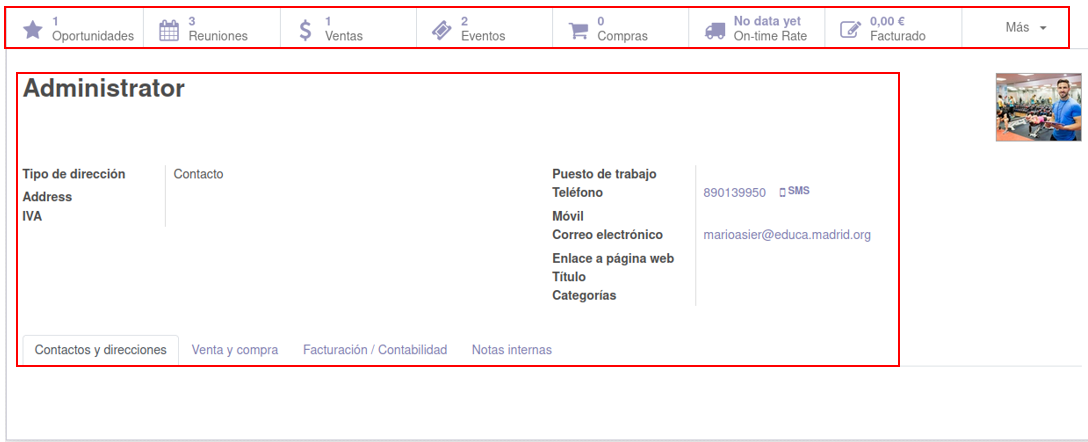 1 Oportunidades
3 Reuniones
1 Ventas
2 Eventos
0 Compras
No data yet On-time Rate
0,00 € Facturado
Más
Administrator
Tipo de dirección Contacto
Address
IVA
Puesto de trabajo
Teléfono 890139950 SMS
Móvil
Correo electrónico marioasier@educa.madrid.org
Enlace a página web
Título
Categorías
Contactos y direcciones Venta y compra Facturación / Contabilidad Notas internas